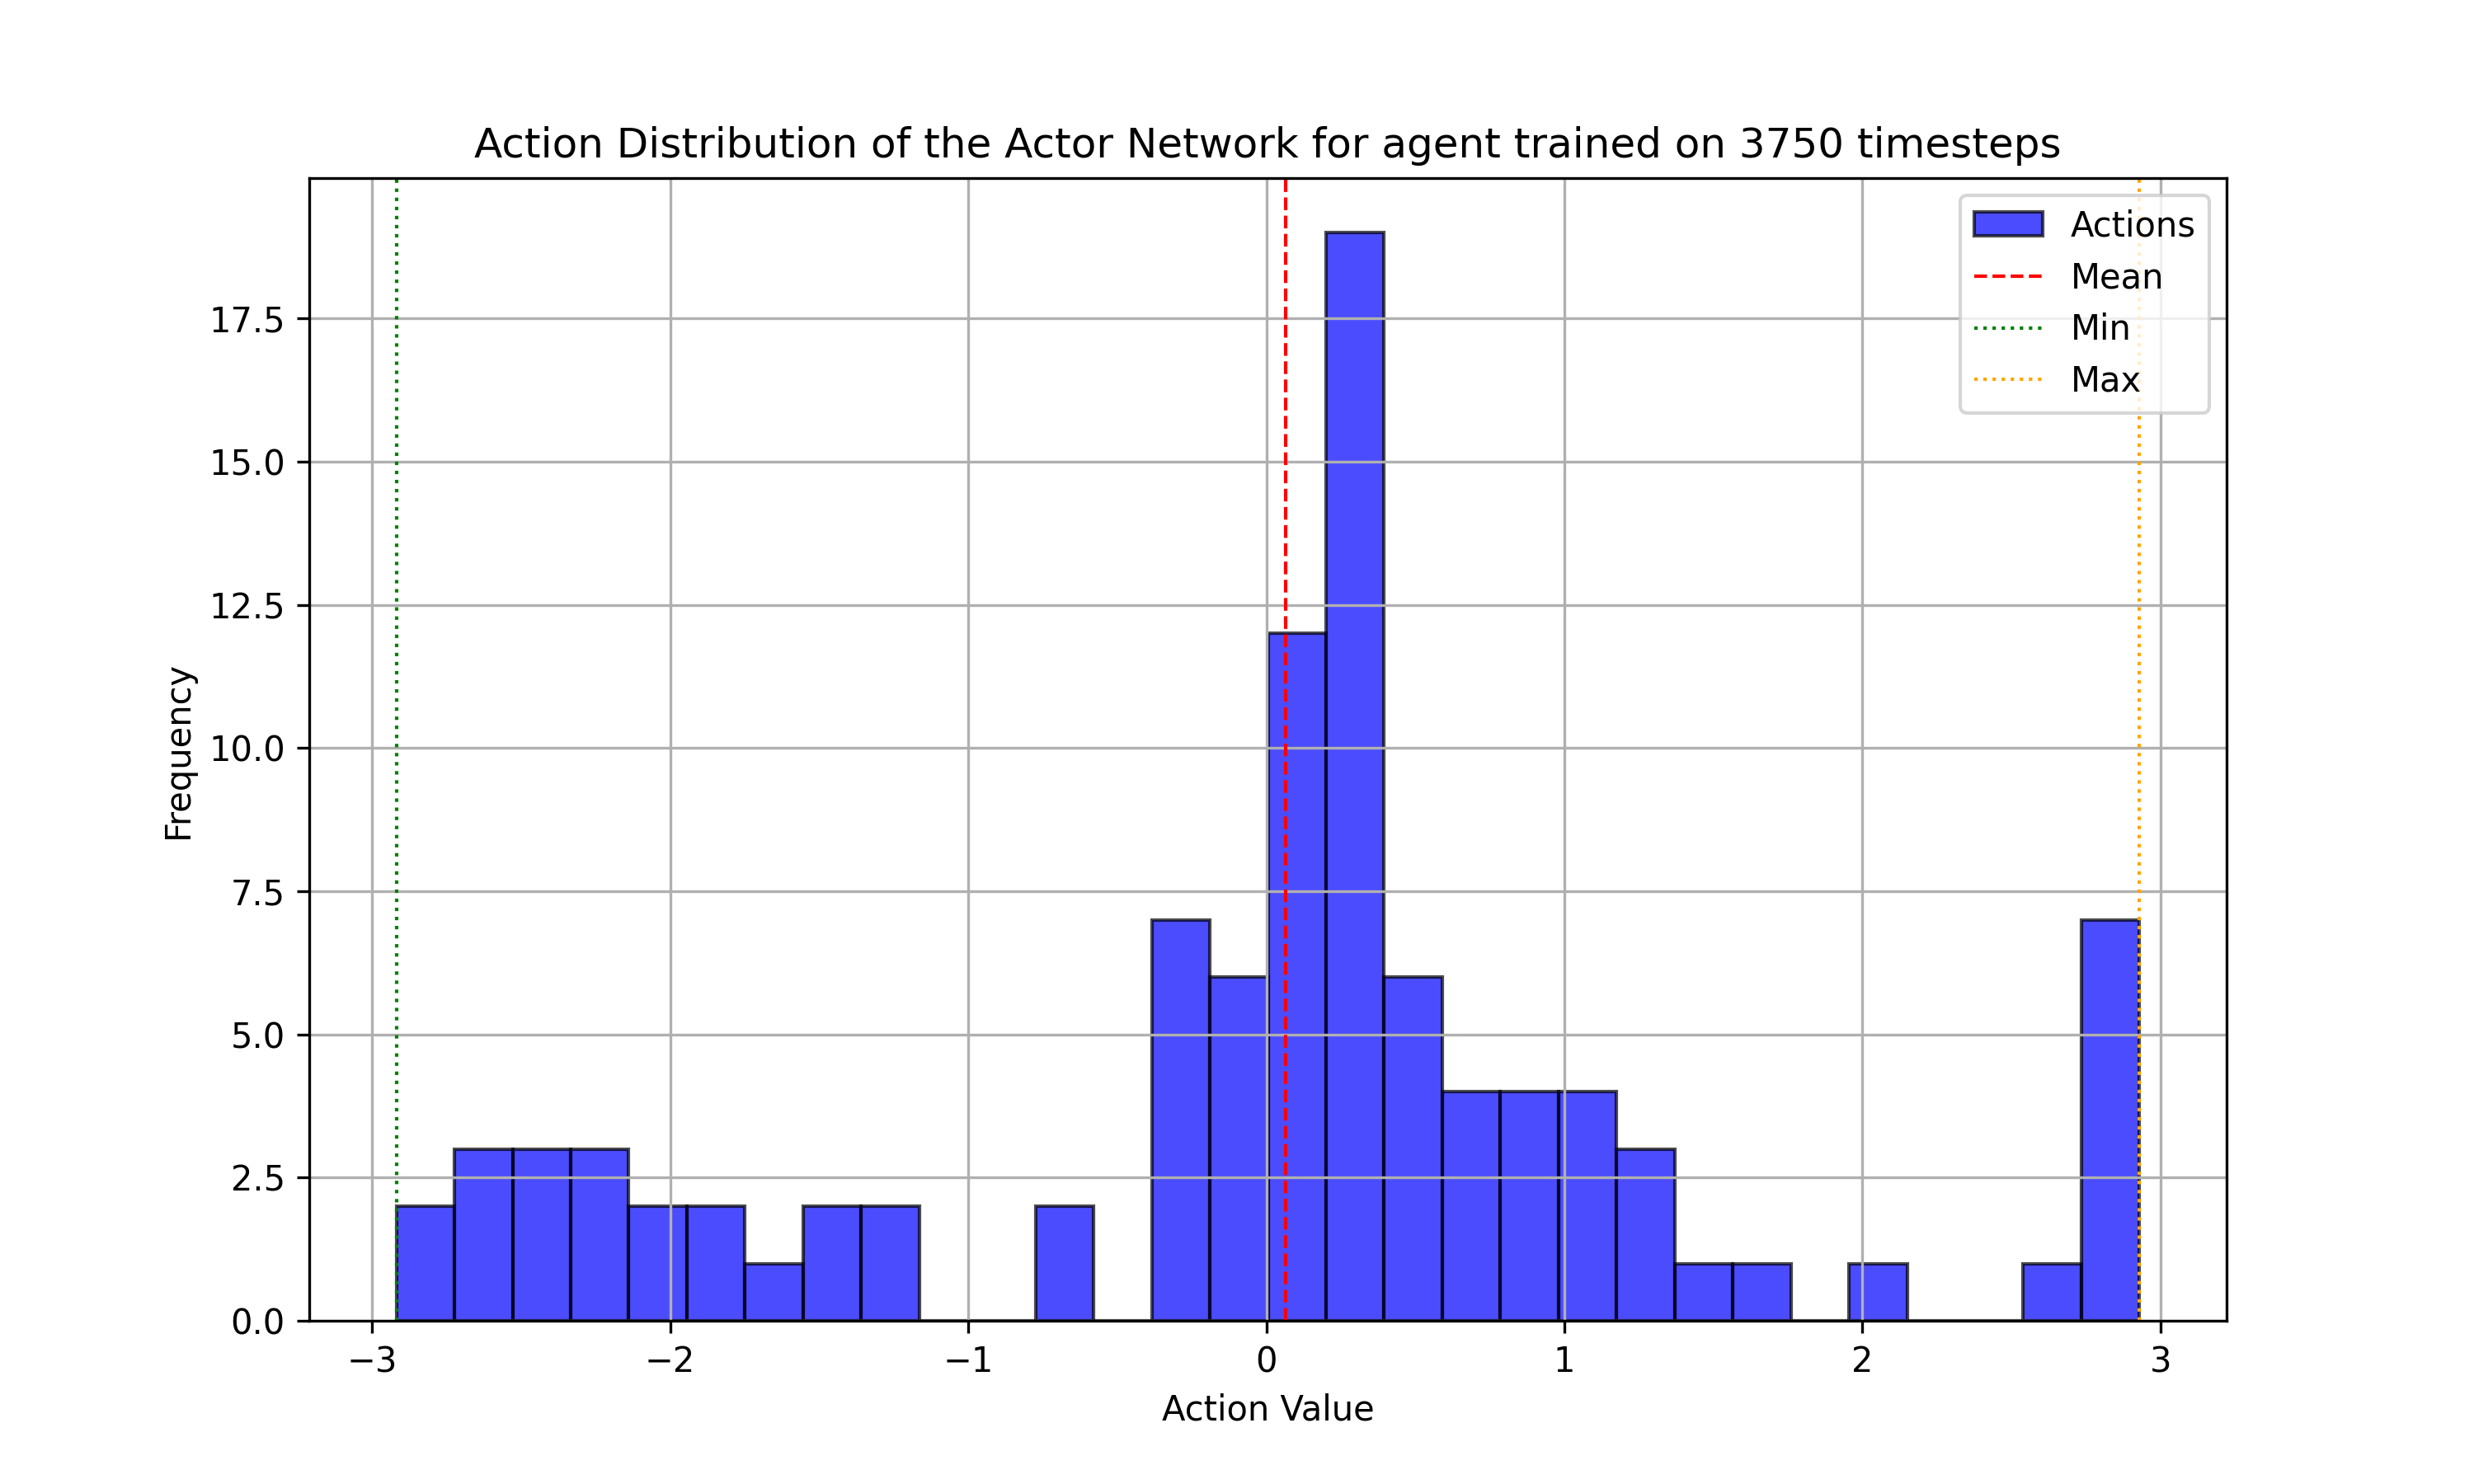 Action Distribution of the Actor Network for agent trained on 3750 timesteps
Actions
Mean
Min
Max
17.5
15.0
12.5
10.0
7.5
5.0
2.5
0.0
Frequency
−3 −2 −1 0 1 2 3
Action Value